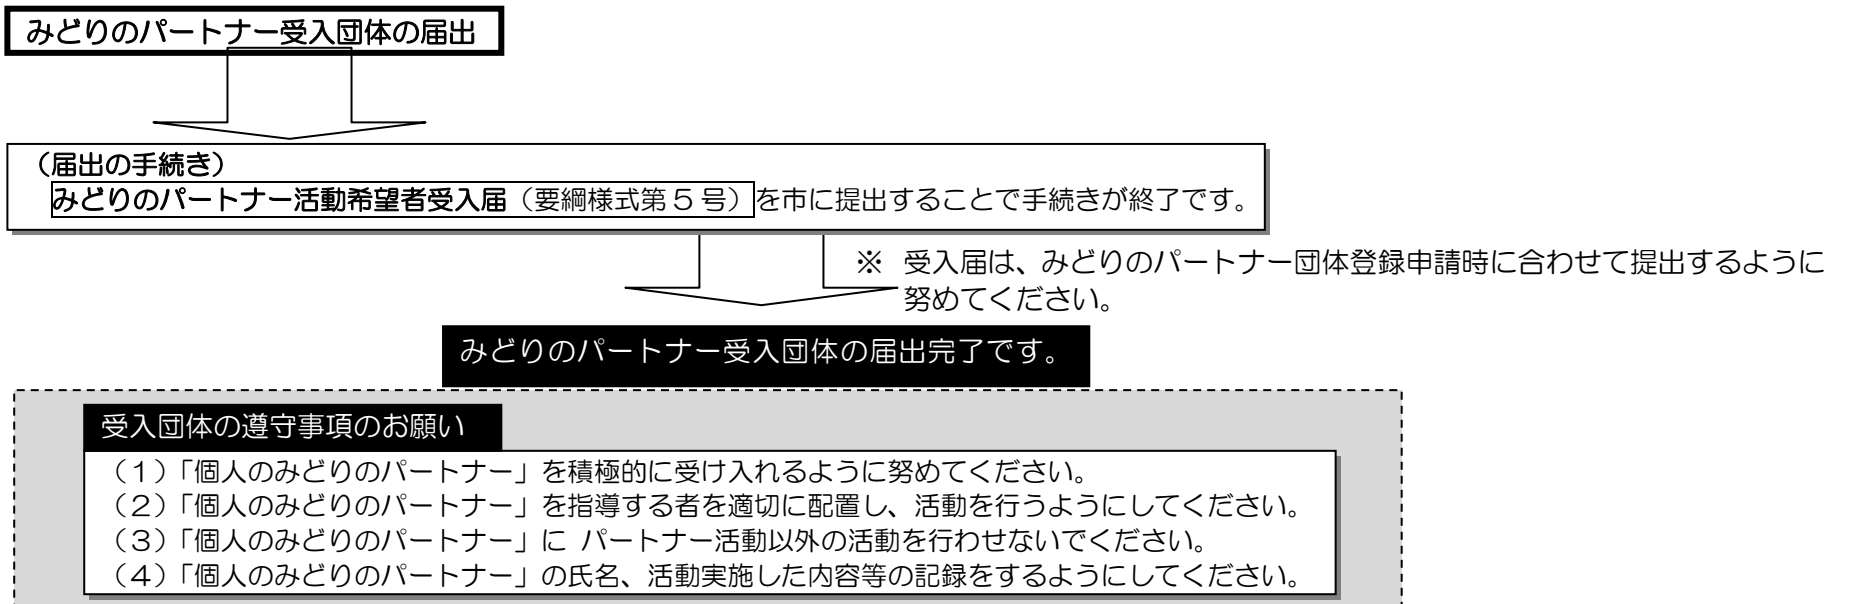 みどりのパートナー受入団体の届出
（届出の手続き）
みどりのパートナー活動希望者受入届（要綱様式第５号）を市に提出することで手続きが終了です。
※　受入届は、みどりのパートナー団体登録申請時に合わせて提出するように
努めてください。
みどりのパートナー受入団体の届出完了です。
受入団体の遵守事項のお願い
（１）「個人のみどりのパートナー」を積極的に受け入れるように努めてください。
（２）「個人のみどりのパートナー」を指導する者を適切に配置し、活動を行うようにしてください。
（３）「個人のみどりのパートナー」に パートナー活動以外の活動を行わせないでください。
（４）「個人のみどりのパートナー」の氏名、活動実施した内容等の記録をするようにしてください。